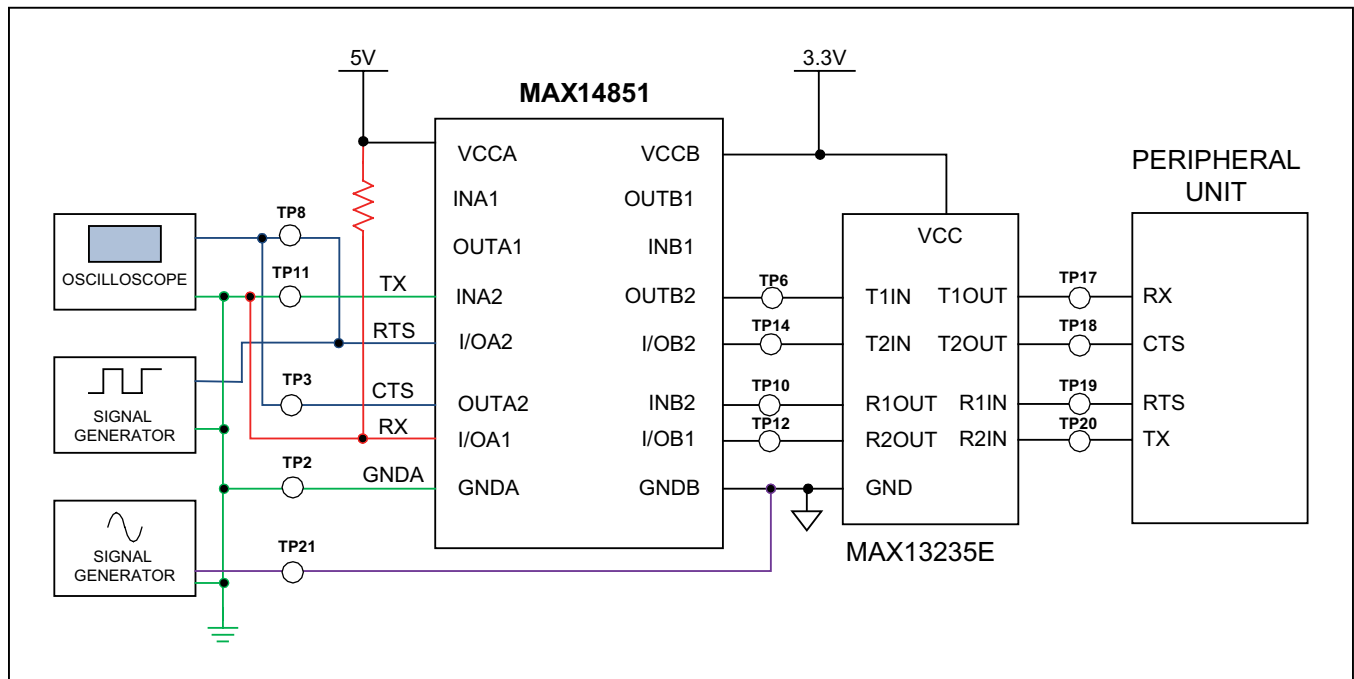 5V
3.3V
MAX14851
PERIPHERAL
UNIT
VCCA
VCCB
INA1
OUTB1
TP8
VCC
OUTA1
INB1
OSCILLOSCOPE
TP11
TX
INA2
OUTB2
TP6
T1IN
T1OUT
TP17
RX
RTS
I/OA2
I/OB2
TP14
T2IN
T2OUT
TP18
CTS
SIGNAL
GENERATOR
TP3
CTS
OUTA2
INB2
TP10
R1OUT
R1IN
TP19
RTS
RX
I/OA1
I/OB1
TP12
R2OUT
R2IN
TP20
TX
TP2
GNDA
GNDA
GNDB
GND
SIGNAL
GENERATOR
TP21
MAX13235E